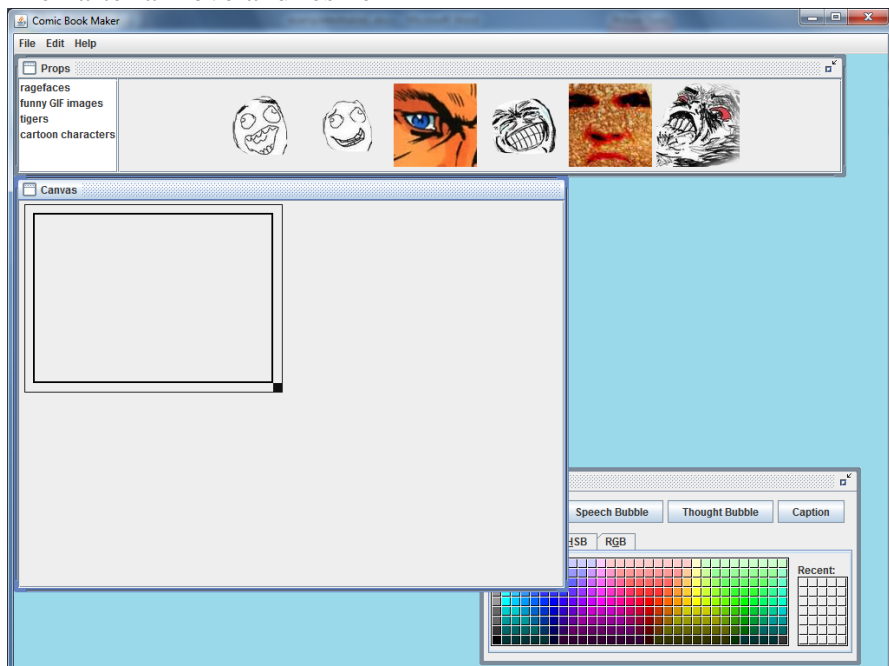 Comic Book Maker
File Edit Help
Props
ragefaces
funny GIF images
tigers
cartoon characters
Canvas
Speech Bubble Thought Bubble Caption
HSB RGB
Recent: